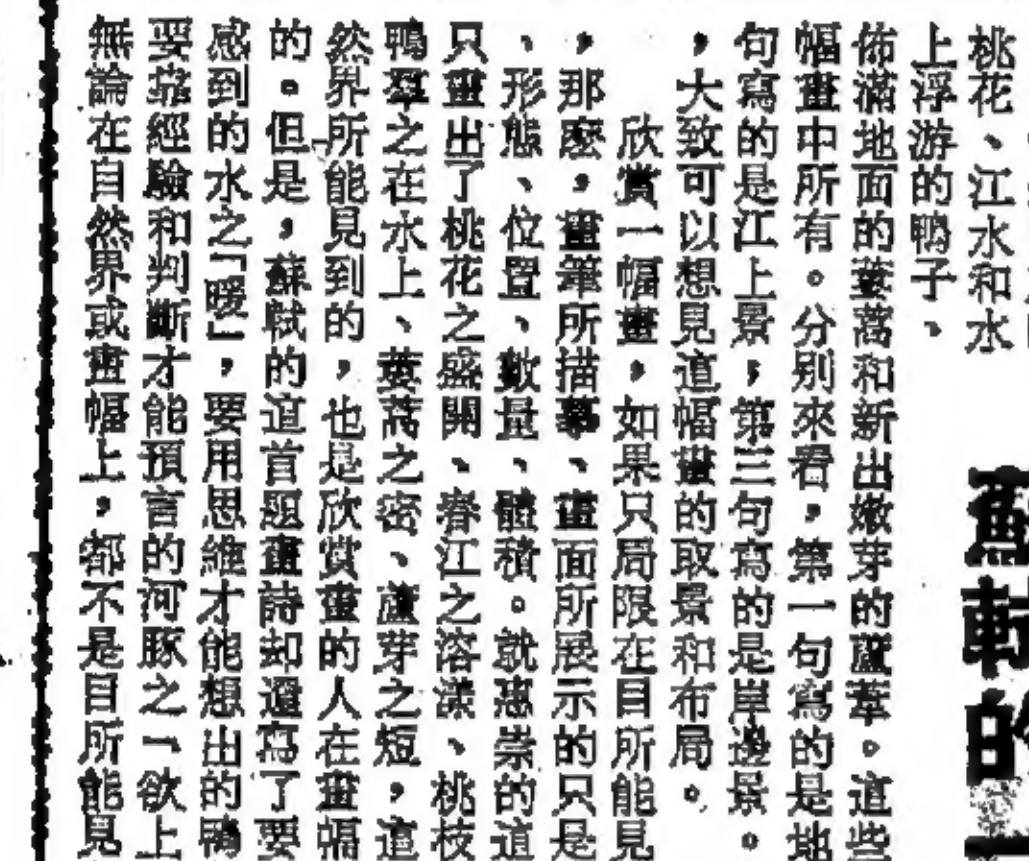 桃花、江水和水
上浮游的鴨子、
佈滿地面的蔞蒿和新出嫩芽的蘆葦。這些
幅畫中所有。分別來看，第一句寫的是地
句寫的是江上景，第三句寫的是岸邊景。
，大致可以想見這幅畫的取景和布局。
欣賞一幅畫，如果只局限在目所能見
，那麼，畫筆所描摹、畫面所展示的只是
、形態、位置、數量、體積。就惠崇的這
只畫出了桃花之盛開、春江之溶漾、桃枝
鴨羣之在水上、蔞蒿之密、蘆芽之短，這
然界所能見到的，也是欣賞畫的人在畫幅
的。但是，蘇軾的這首題畫詩却還寫了要
感到的水之「暖」，要用思維才能想出的鴨
要靠經驗和判斷才能預言的河豚之「欲上
無論在自然界或畫幅上，都不是目所能見
蘇軾的